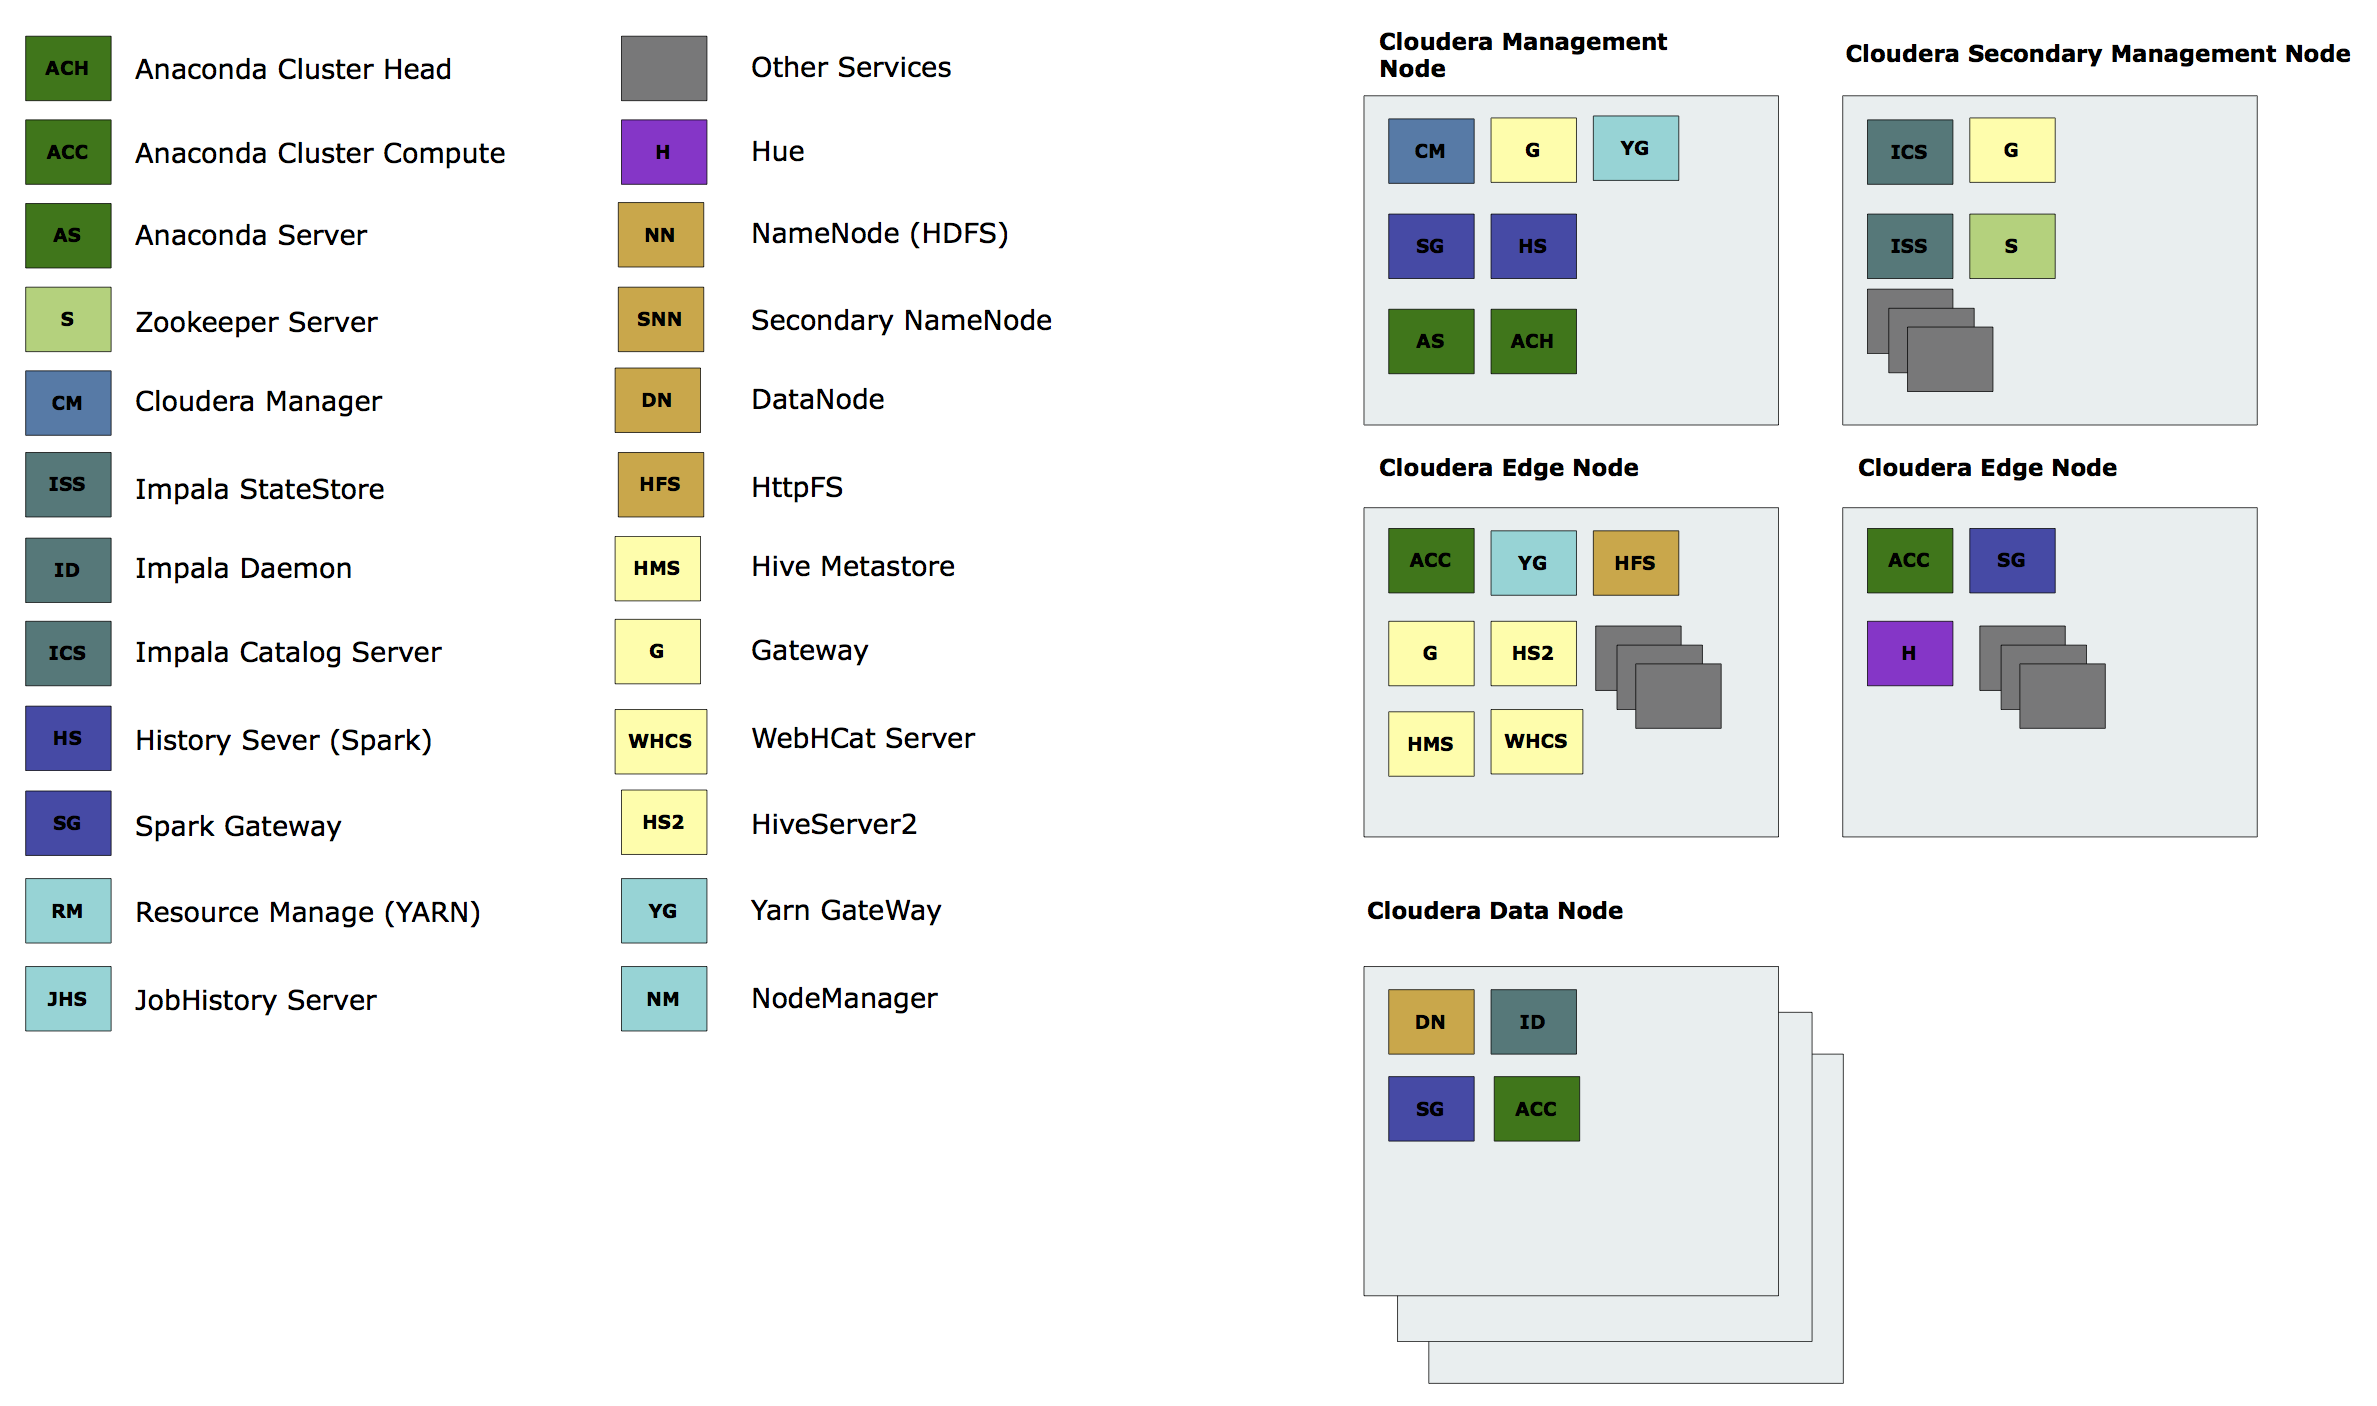 ACH Anaconda Cluster Head
ACC Anaconda Cluster Compute
AS Anaconda Server
S Zookeeper Server
CM Cloudera Manager
ISS Impala StateStore
ID Impala Daemon
ICS Impala Catalog Server
HS History Sever (Spark)
SG Spark Gateway
RM Resource Manage (YARN)
JHS JobHistory Server
Other Services
H Hue
NN NameNode (HDFS)
SNN Secondary NameNode
DN DataNode
HFS HttpFS
HMS Hive Metastore
G Gateway
WHCS WebHCat Server
HS2 HiveServer2
YG Yarn GateWay
NM NodeManager
Cloudera Management
Node
CM G YG
SG HS
AS ACH
Cloudera Secondary Management Node
ICS G
ISS S
Cloudera Edge Node
ACC YG HFS
G HS2
HMS WHCS
Cloudera Edge Node
ACC SG
H
Cloudera Data Node
DN ID
SG ACC